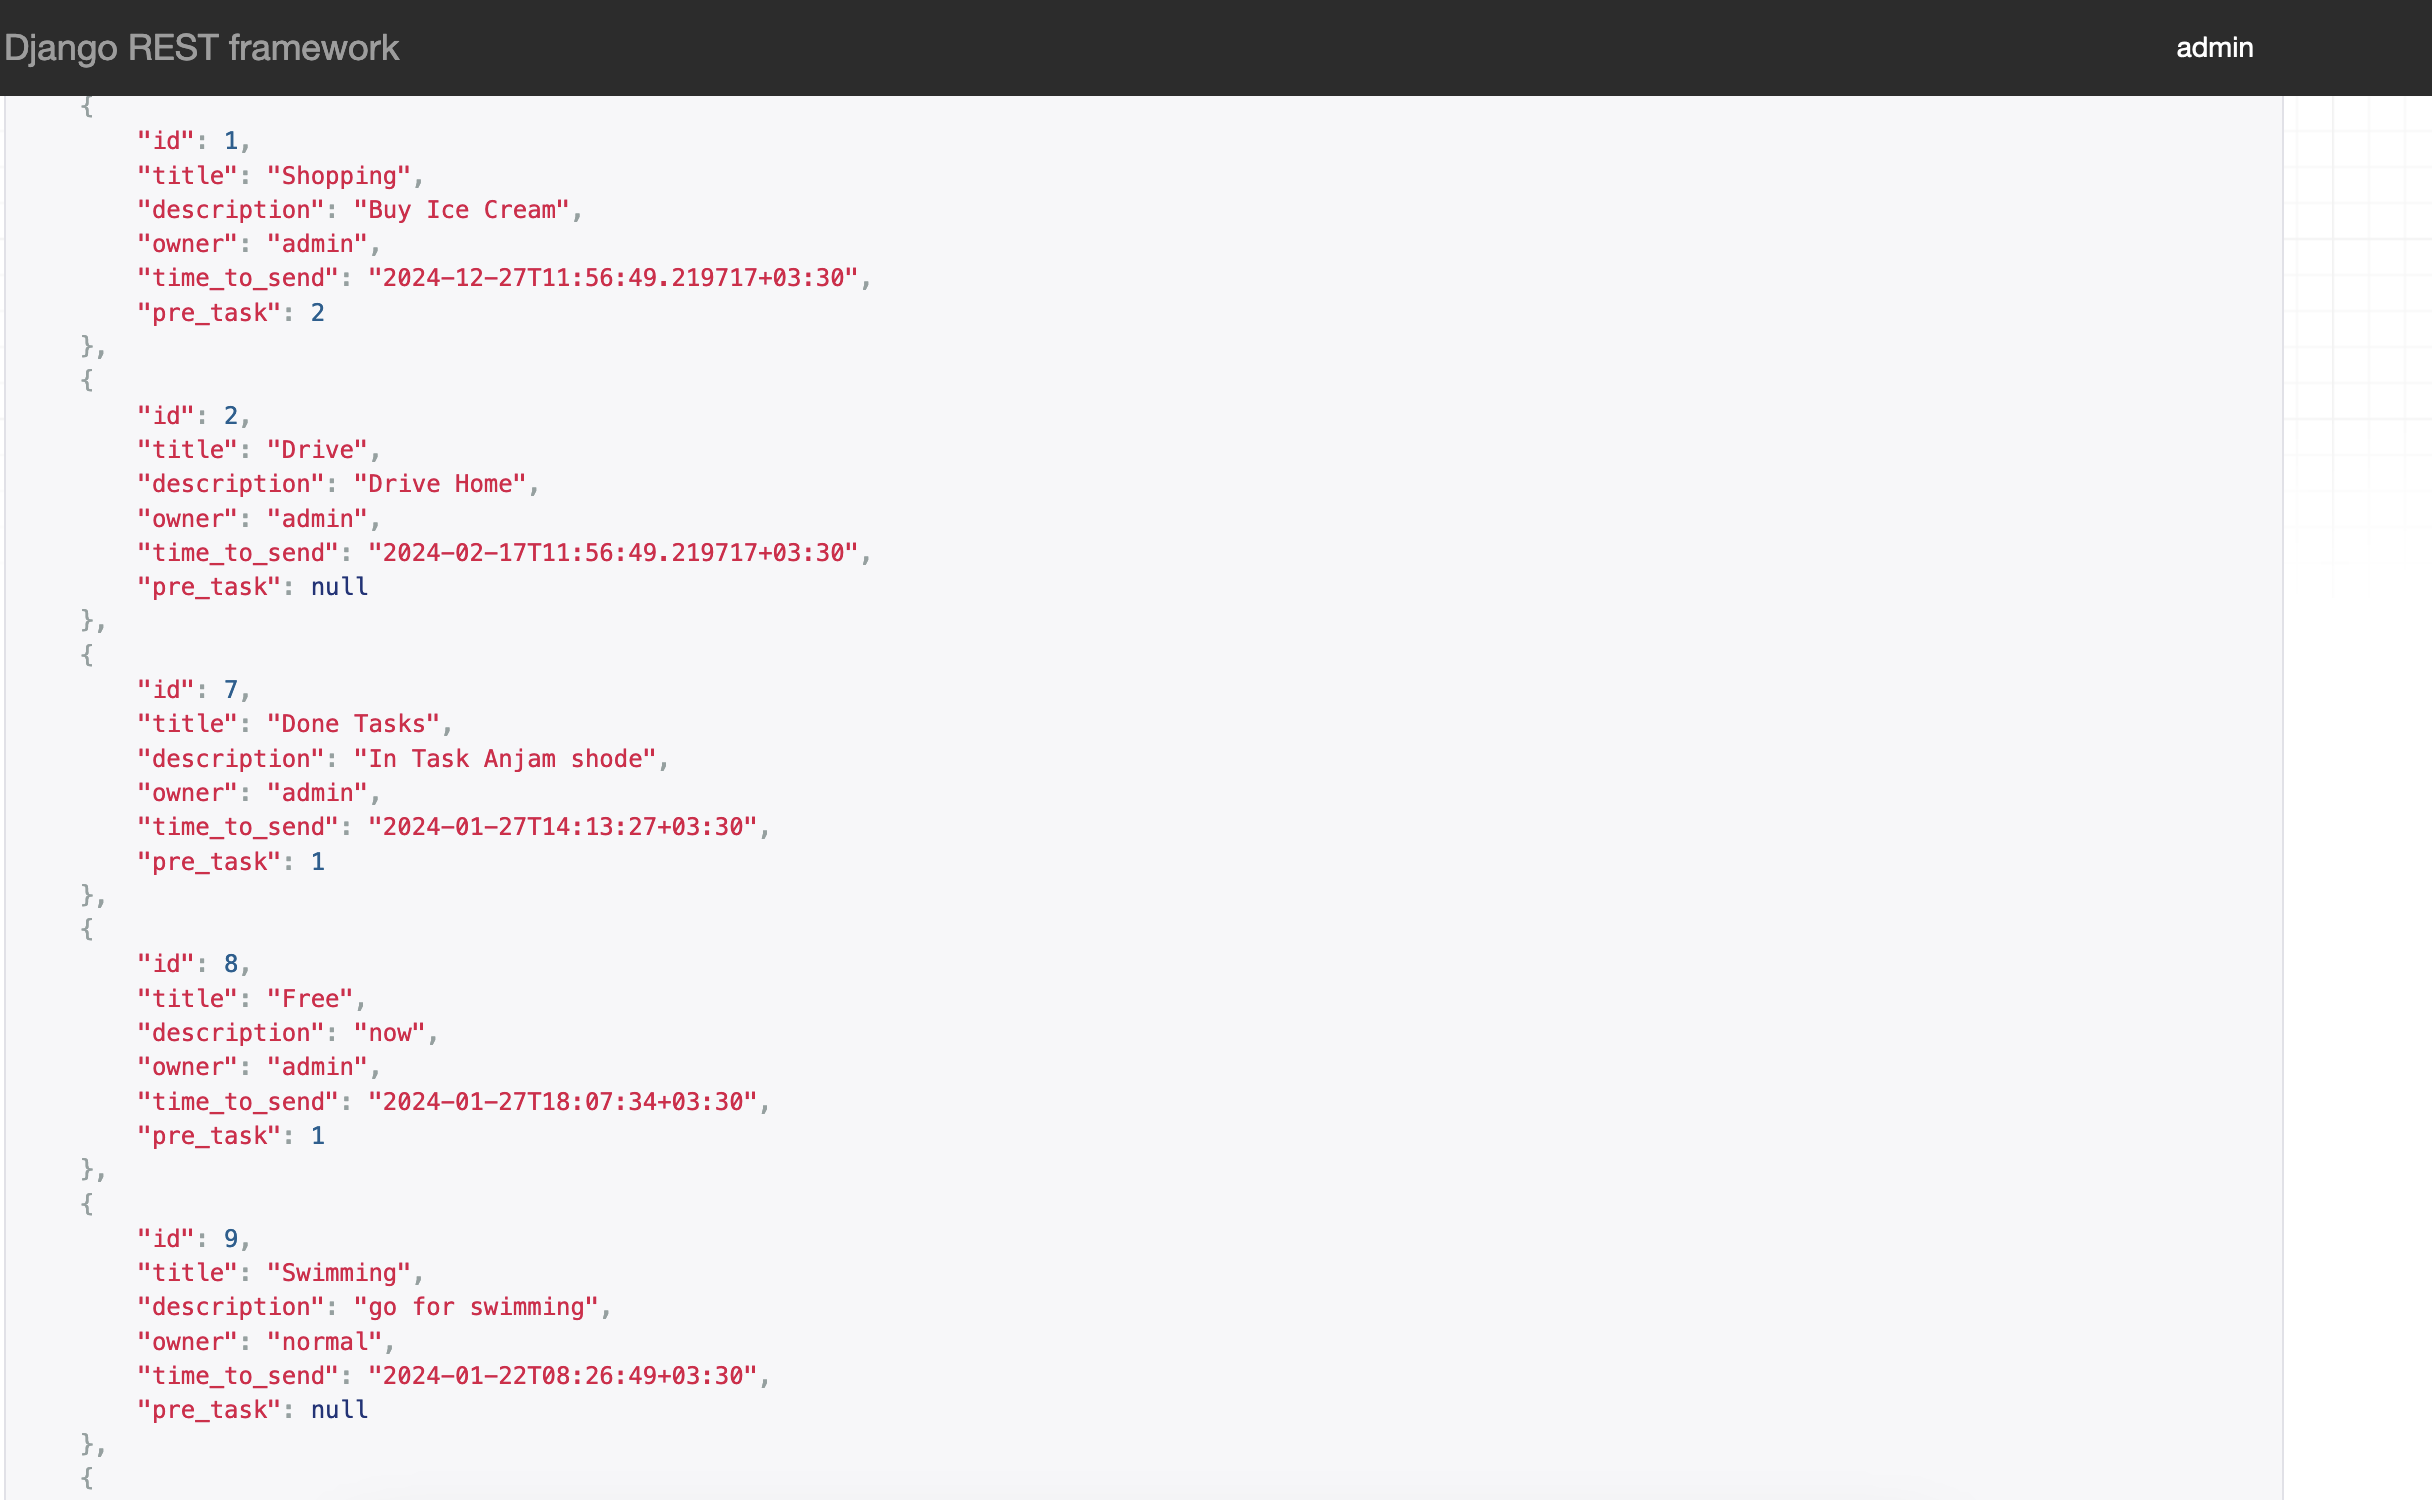 Django REST framework
admin
{
"id": 1,
"title": "Shopping",
"description": "Buy Ice Cream",
"owner": "admin",
"time_to_send": "2024-12-27T11:56:49.219717+03:30",
"pre_task": 2
},
{
"id": 2,
"title": "Drive",
"description": "Drive Home",
"owner": "admin",
"time_to_send": "2024-02-17T11:56:49.219717+03:30",
"pre_task": null
},
{
"id": 7,
"title": "Done Tasks",
"description": "In Task Anjam shode",
"owner": "admin",
"time_to_send": "2024-01-27T14:13:27+03:30",
"pre_task": 1
},
{
"id": 8,
"title": "Free",
"description": "now",
"owner": "admin",
"time_to_send": "2024-01-27T18:07:34+03:30",
"pre_task": 1
},
{
"id": 9,
"title": "Swimming",
"description": "go for swimming",
"owner": "normal",
"time_to_send": "2024-01-22T08:26:49+03:30",
"pre_task": null
},
{